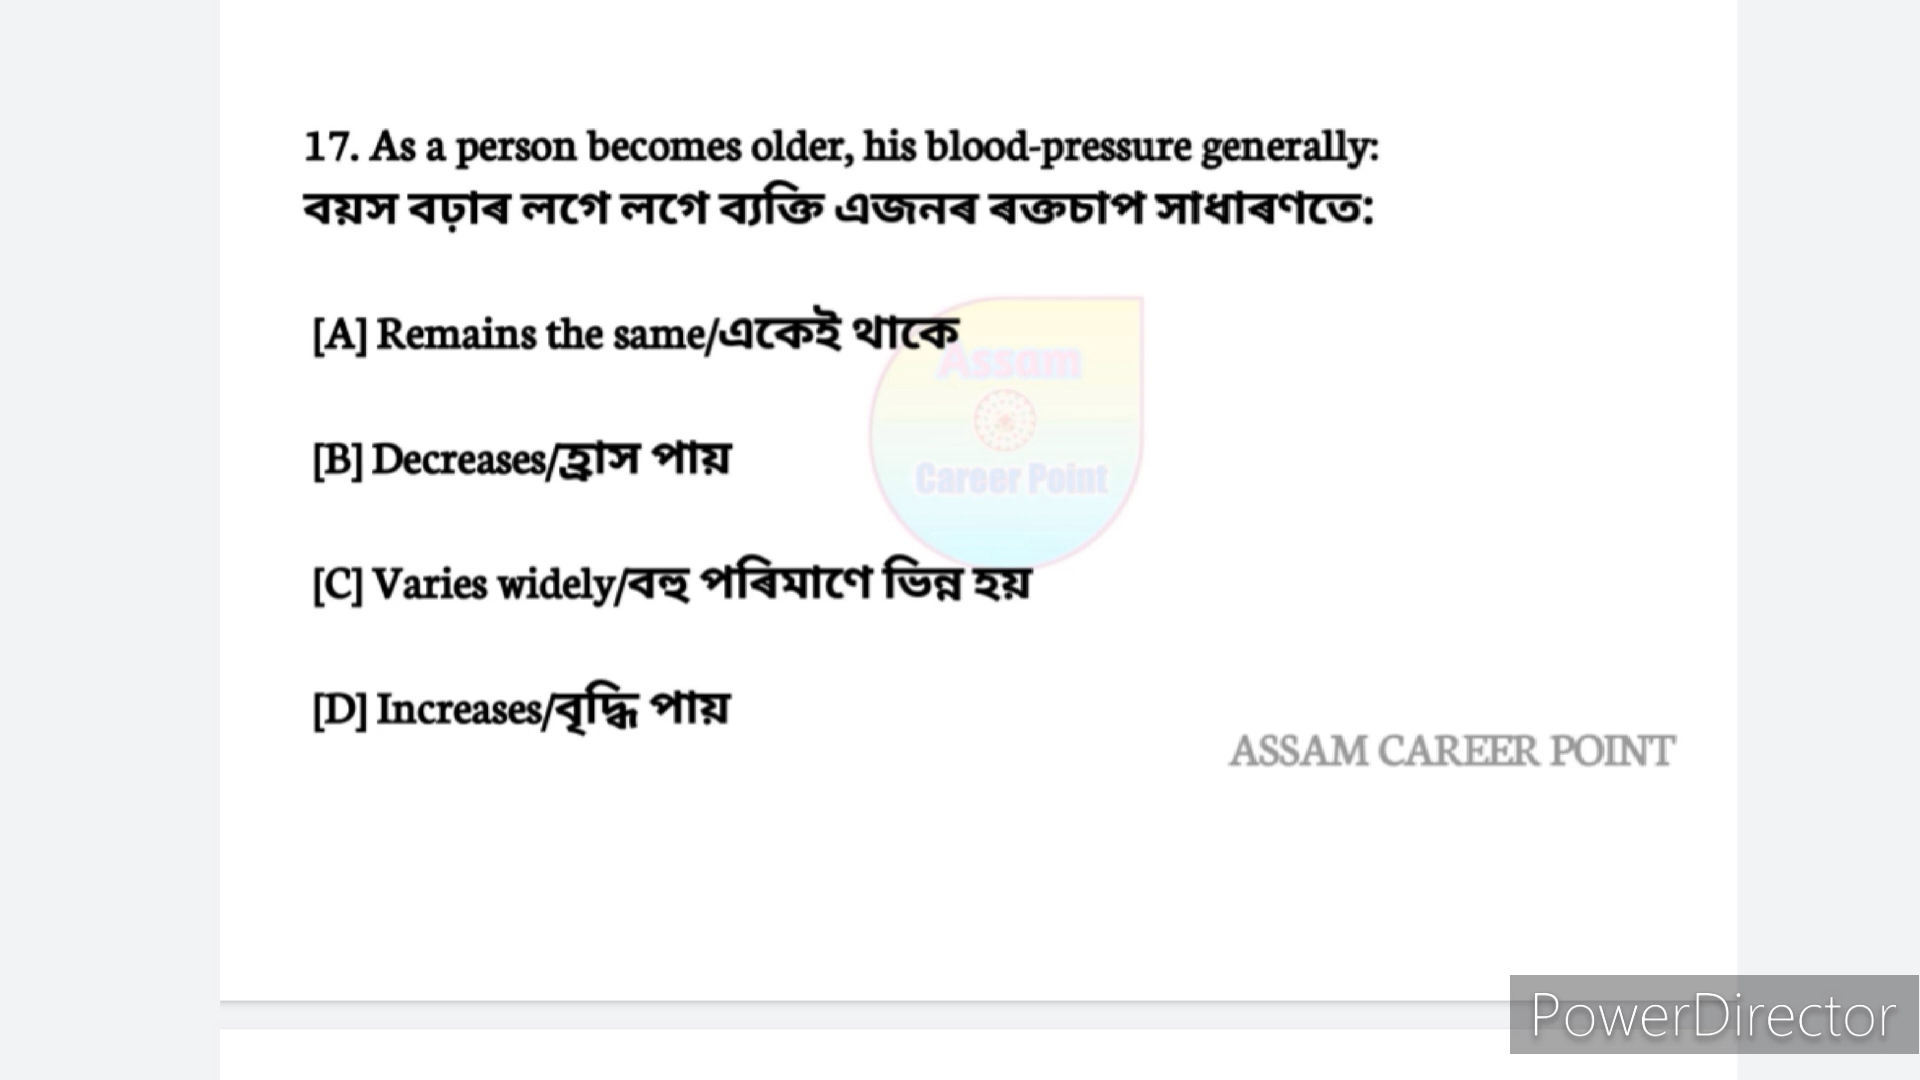 17. As a person becomes older, his blood-pressure generally:
বয়স বঢ়াৰ লগে লগে ব্যক্তি এজনৰ ৰক্তচাপ সাধাৰণতে:
[A] Remains the same/একেই থাকে
Assam
[B] Decreases/হ্ৰাস পায়
Career Point
[C] Varies widely/বহু পৰিমাণে ভিন্ন হয়
[D] Increases/বৃদ্ধি পায়
ASSAM CAREER POINT
PowerDirector